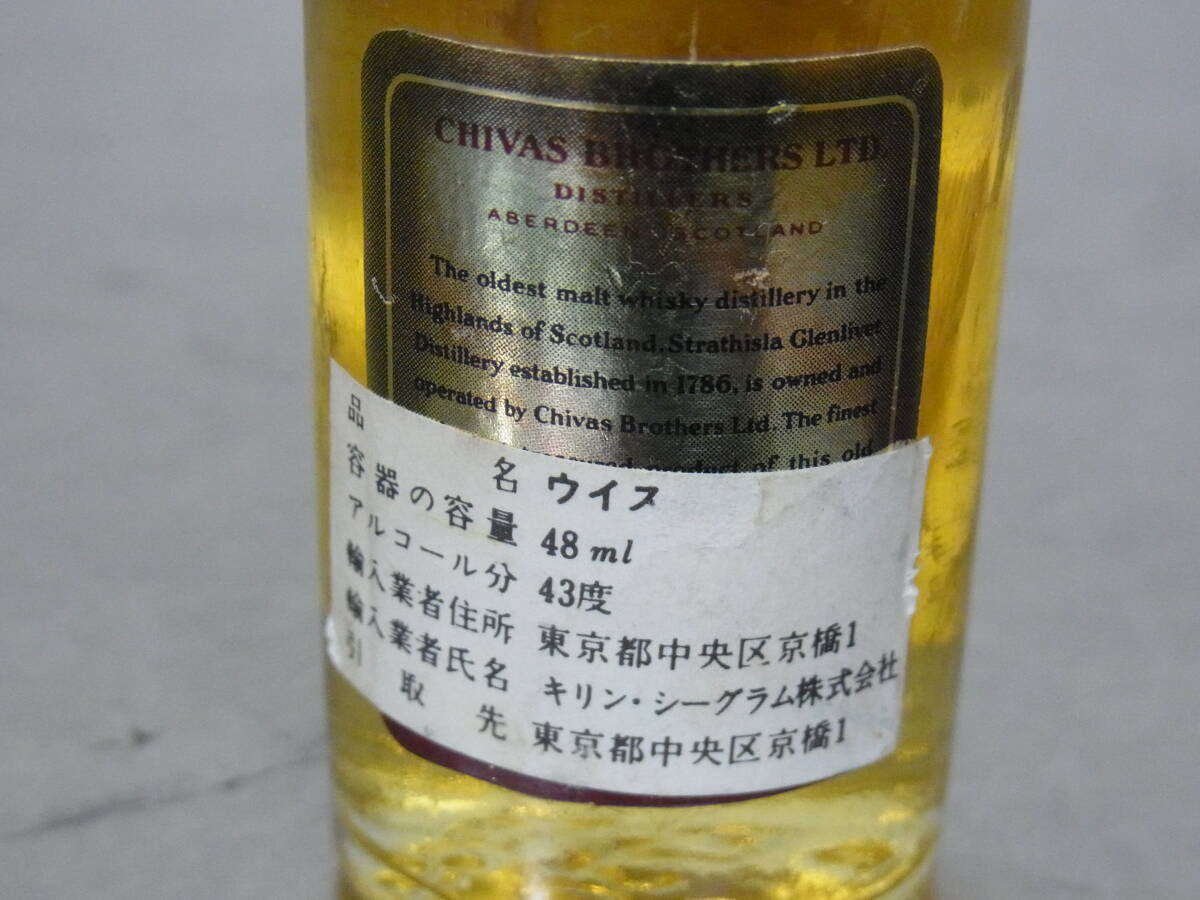 CHIVAS BROTHERS LTD.
DISTILLERS
ABERDEEN SCOTLAND
The oldest malt whisky distillery in the
Highlands of Scotland, Strathisla Glenlivet
Distillery established in 1786, is owned and
operated by Chivas Brothers Ltd. The finest
product of this old
品名 ウイス
容器の容量 48ml
アルコール分 43度
輸入業者住所 東京都中央区京橋1
輸入業者氏名 キリン・シーグラム株式会社
引取先 東京都中央区京橋1